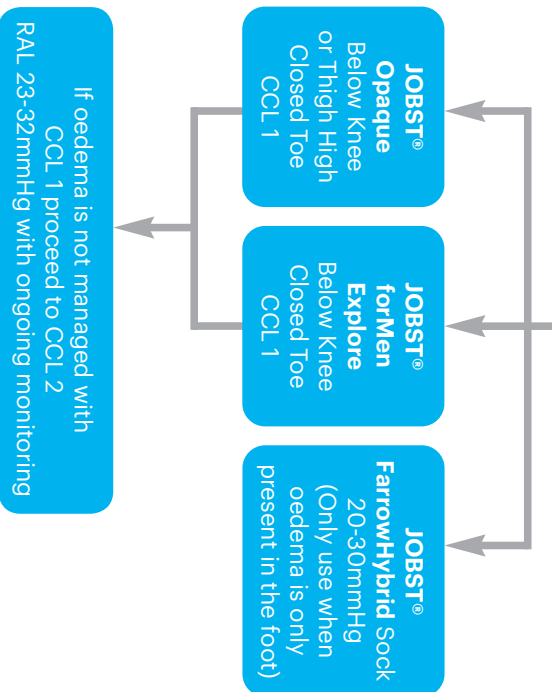 JOBST®
Opaque
Below Knee
or Thigh High
Closed Toe
CCL 1
JOBST®
forMen
Explore
Below Knee
Closed Toe
CCL 1
JOBST®
FarrowHybrid Sock
20-30mmHg
(Only use when
oedema is only
present in the foot)
If oedema is not managed with
CCL 1 proceed to CCL 2
RAL 23-32mmHg with ongoing monitoring